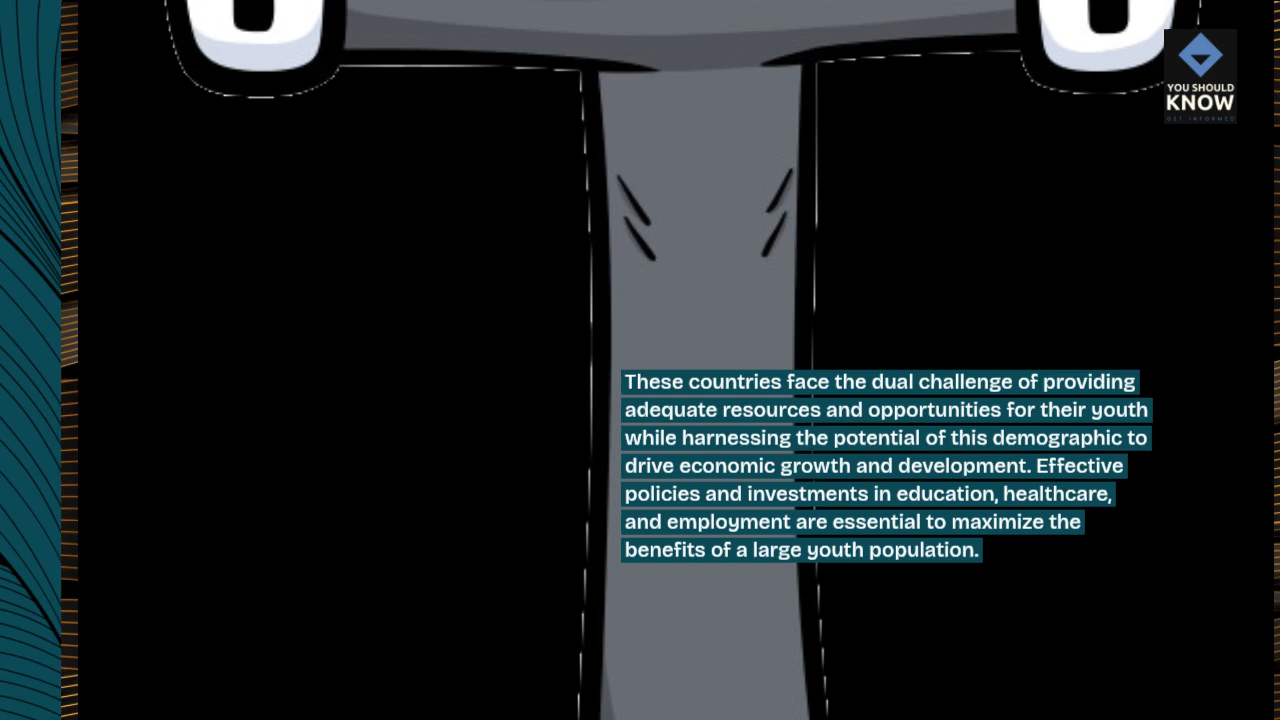 YOU SHOULD
KNOW
GET INFORMED
These countries face the dual challenge of providing
adequate resources and opportunities for their youth
while harnessing the potential of this demographic to
drive economic growth and development. Effective
policies and investments in education, healthcare,
and employment are essential to maximize the
benefits of a large youth population.